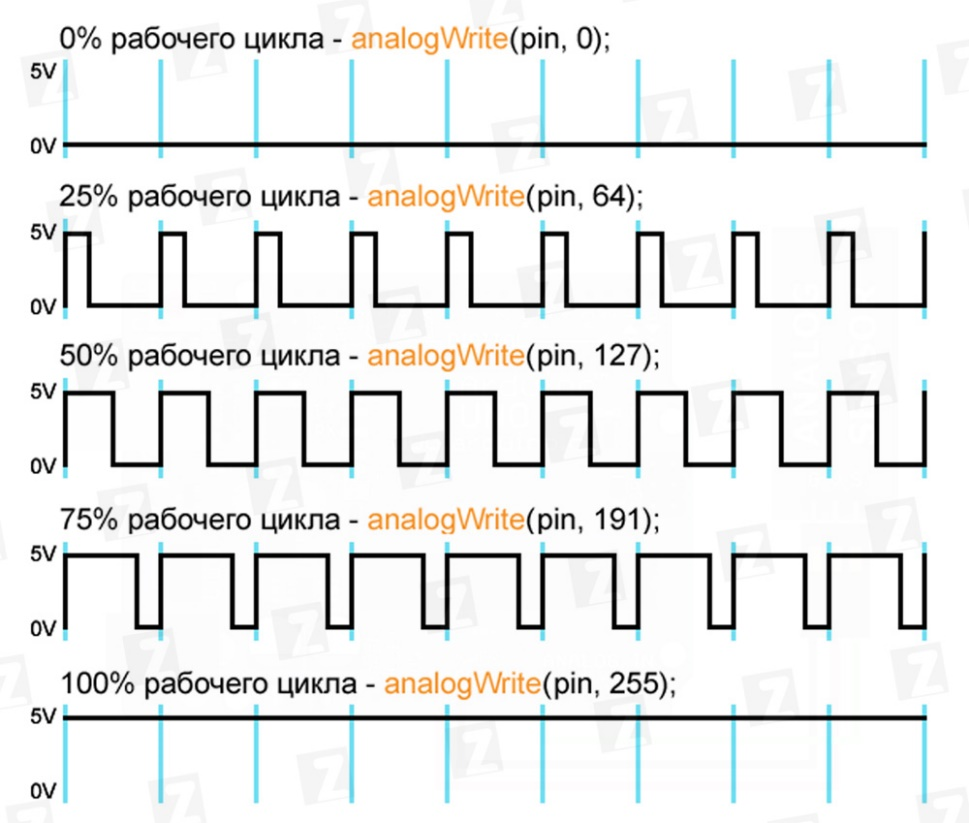 0% рабочего цикла - analogWrite(pin, 0);
5V
0V
25% рабочего цикла - analogWrite(pin, 64);
5V
0V
50% рабочего цикла - analogWrite(pin, 127);
5V
0V
75% рабочего цикла - analogWrite(pin, 191);
5V
0V
100% рабочего цикла - analogWrite(pin, 255);
5V
0V